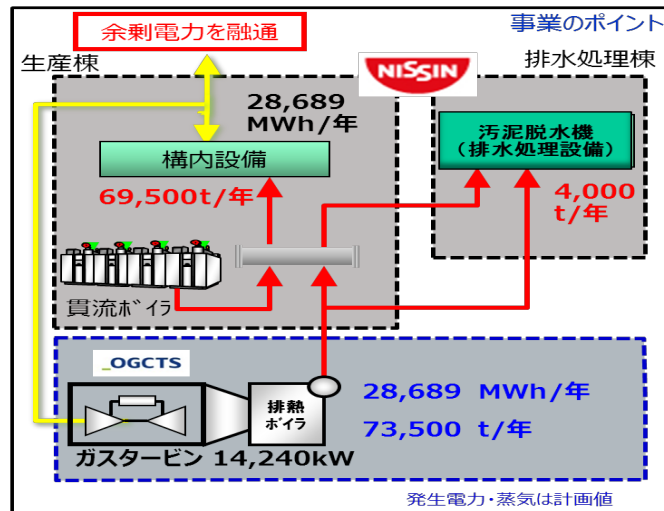 余剰電力を融通
事業のポイント
生産棟
NISSIN
排水処理棟
28,689
MWh/年
構内設備
汚泥脱水機
(排水処理設備)
69,500t/年
4,000
t/年
貫流ボイラ
_OGCTS
排熱
ボイラ
28,689 MWh/年
73,500 t/年
ガスタービン 14,240kW
発生電力・蒸気は計画値